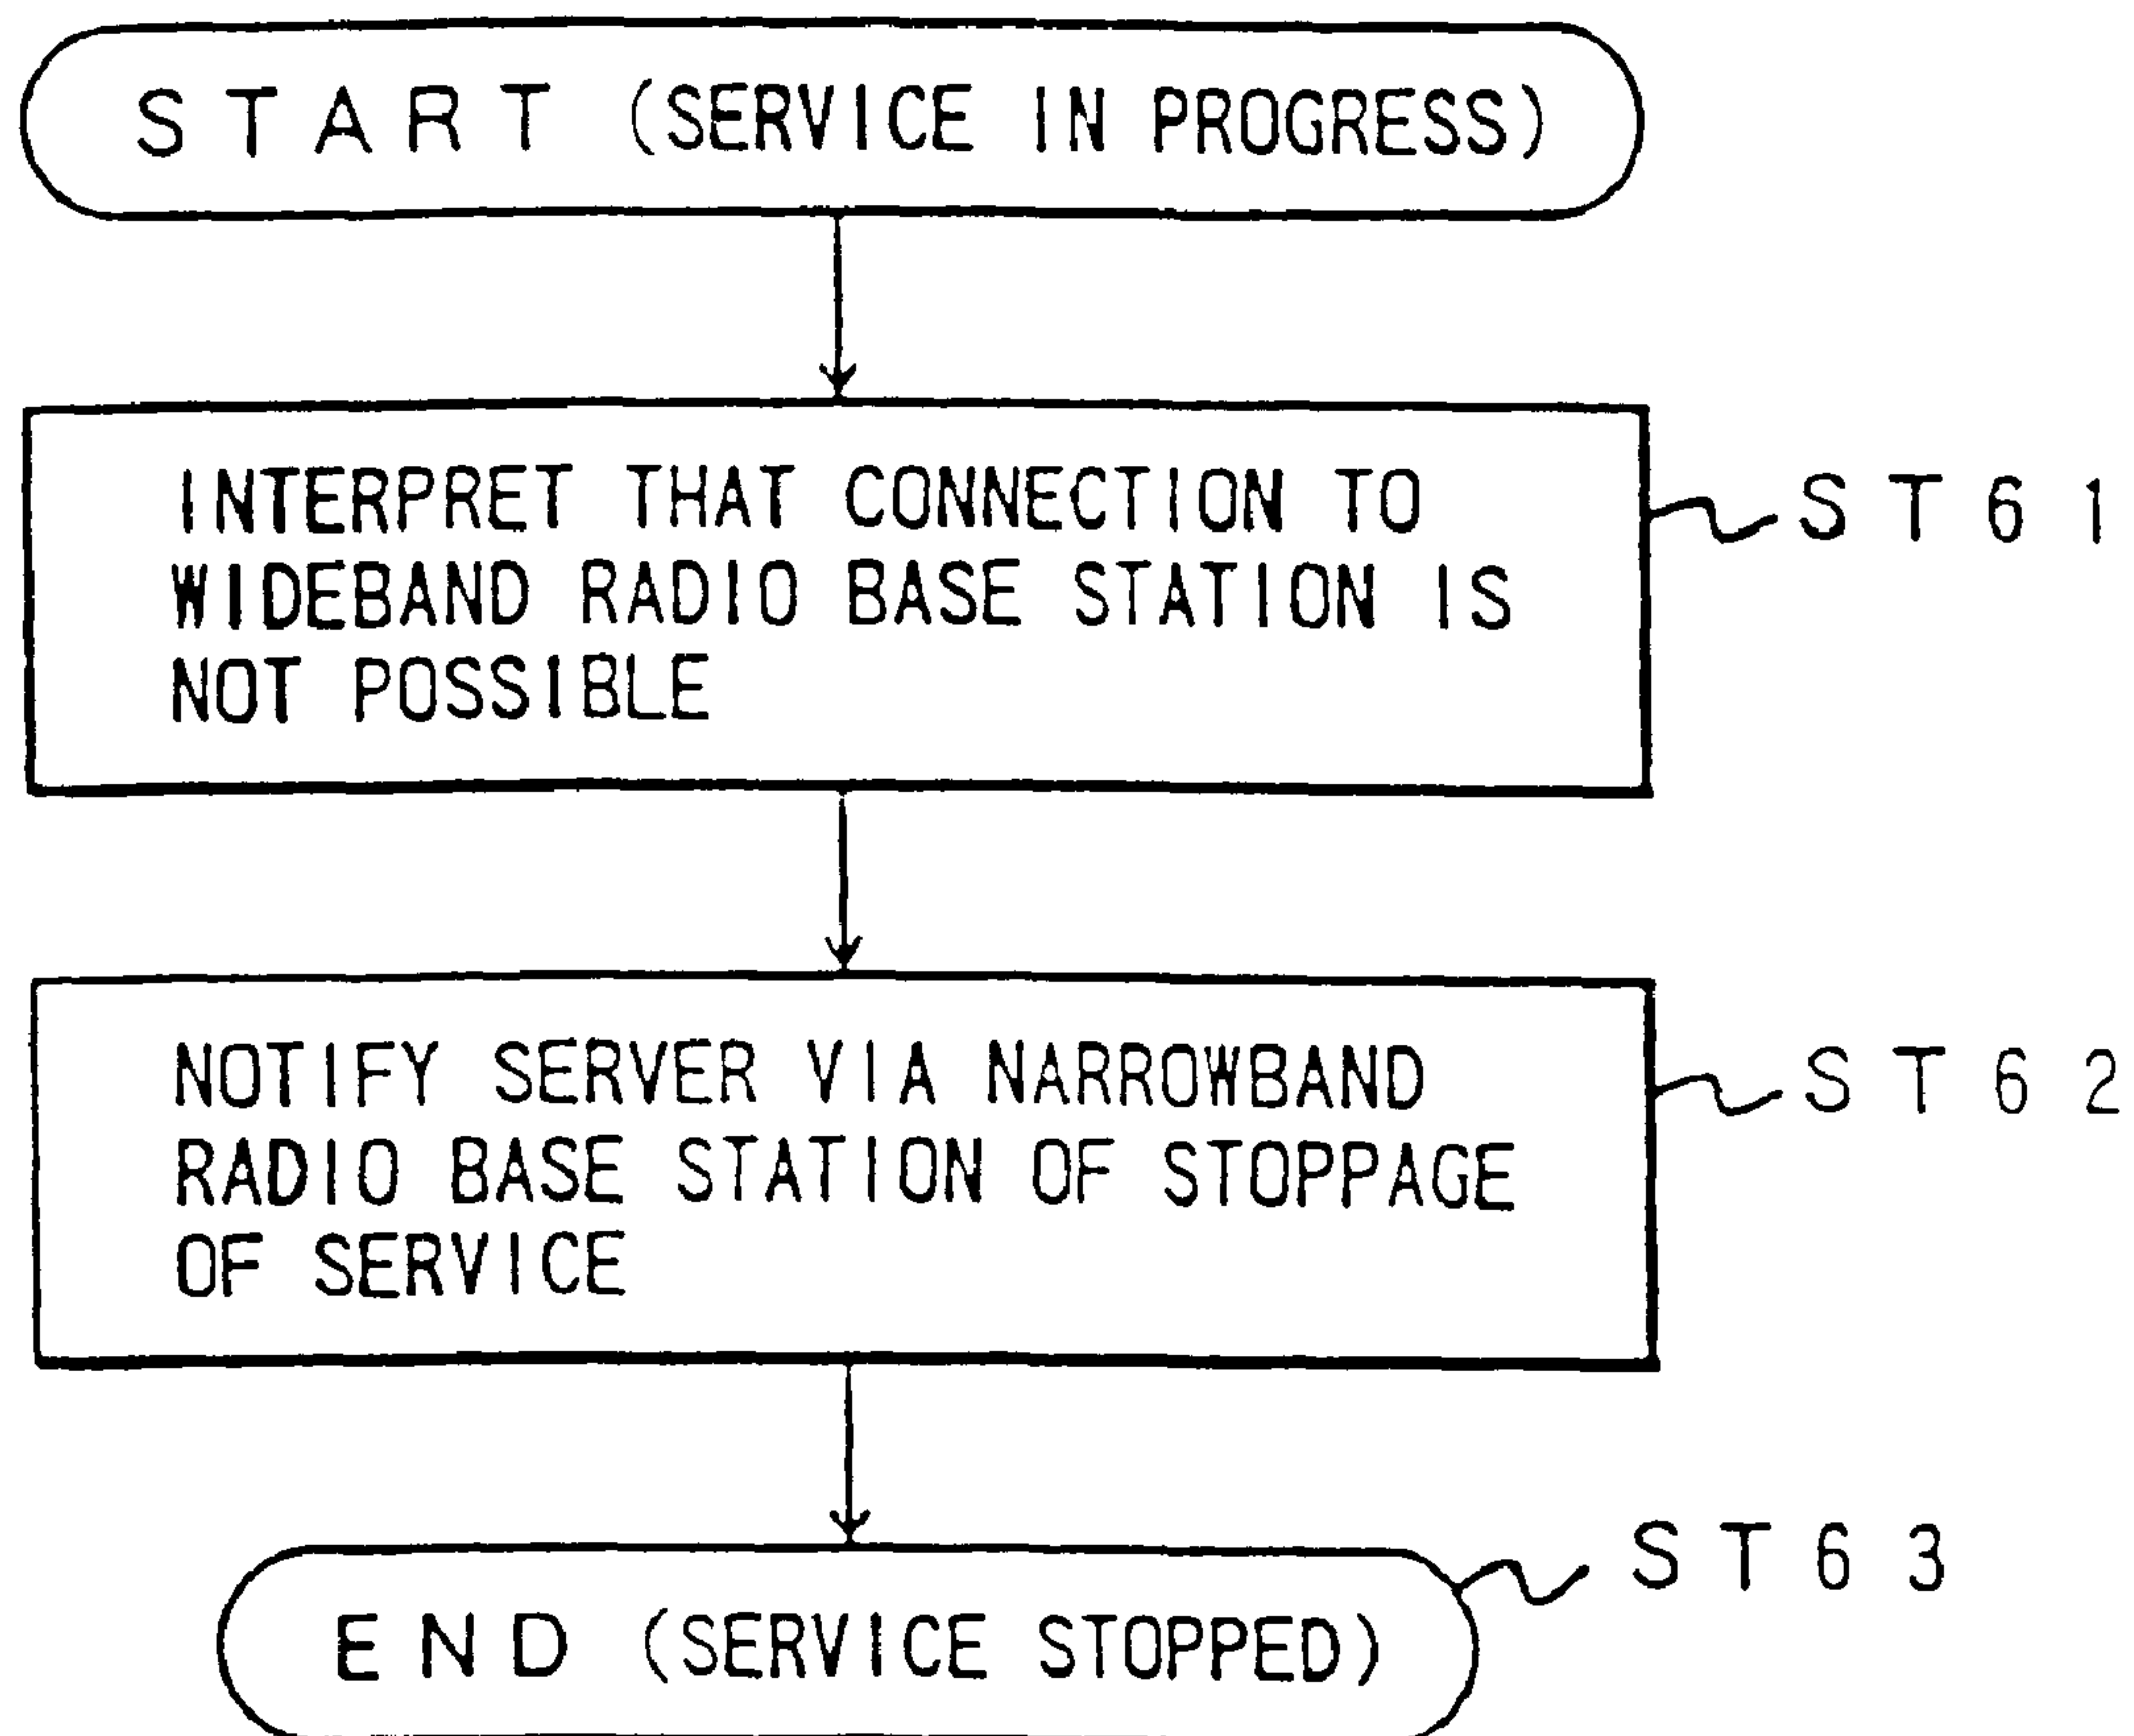 START (SERVICE IN PROGRESS)
INTERPRET THAT CONNECTION TO
WIDEBAND RADIO BASE STATION IS
NOT POSSIBLE
ST61
NOTIFY SERVER VIA NARROWBAND
RADIO BASE STATION OF STOPPAGE
OF SERVICE
ST62
ST63
END (SERVICE STOPPED)